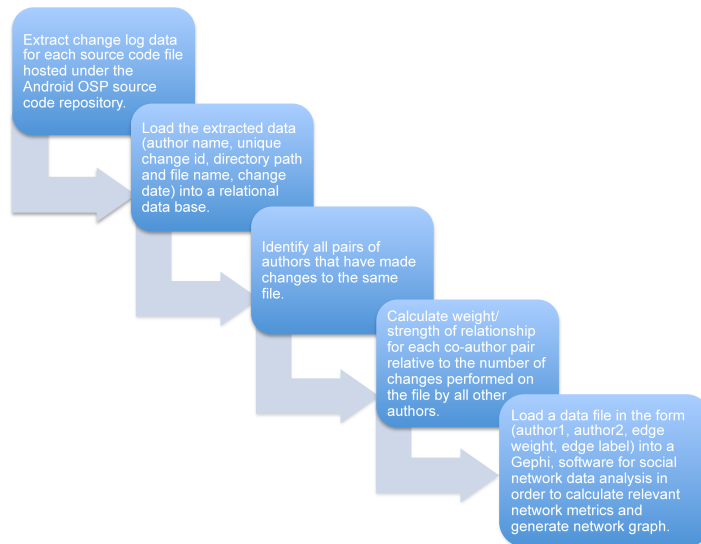 Extract change log data
for each source code file
hosted under the
Android OSP source
code repository.
Load the extracted data
(author name, unique
change id, directory path
and file name, change
date) into a relational
data base.
Identify all pairs of
authors that have made
changes to the same
file.
Calculate weight/
strength of relationship
for each co-author pair
relative to the number of
changes performed on
the file by all other
authors.
Load a data file in the form
(author1, author2, edge
weight, edge label) into a
Gephi, software for social
network data analysis in
order to calculate relevant
network metrics and
generate network graph.